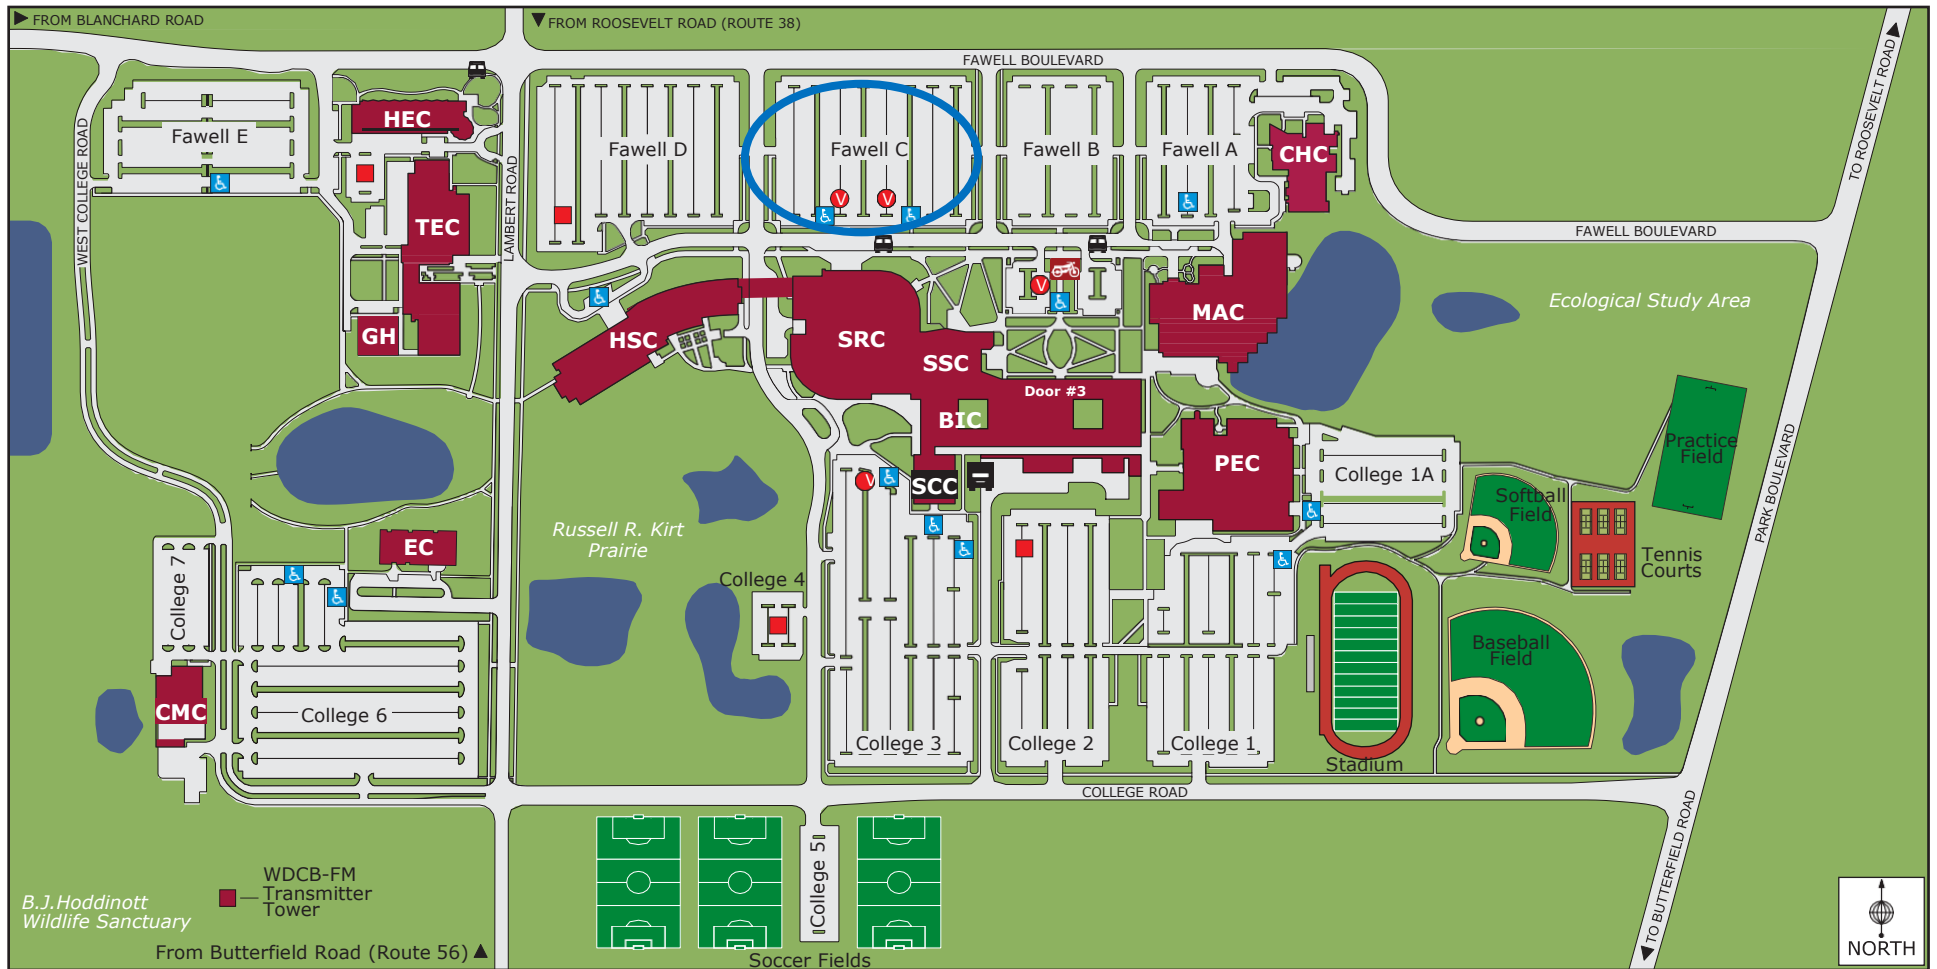 FROM BLANCHARD ROAD
FROM ROOSEVELT ROAD (ROUTE 38)
FAWELL BOULEVARD
TO ROOSEVELT ROAD
WEST COLLEGE ROAD
LAMBERT ROAD
Fawell E
HEC
Fawell D
Fawell C
Fawell B
Fawell A
CHC
V
V
TEC
FAWELL BOULEVARD
V
Ecological Study Area
MAC
GH
HSC
SRC
SSC
Door #3
BIC
PEC
College 1A
Practice
Field
PARK BOULEVARD
V
SCC
Softball
Field
Russell R. Kirt
Prairie
EC
Tennis
Courts
College 4
College 7
Baseball
Field
CMC
College 6
College 3
College 2
College 1
Stadium
COLLEGE ROAD
TO BUTTERFIELD ROAD
College 5
WDCB-FM
Transmitter
Tower
B.J.Hoddinott
Wildlife Sanctuary
From Butterfield Road (Route 56)
Soccer Fields
NORTH